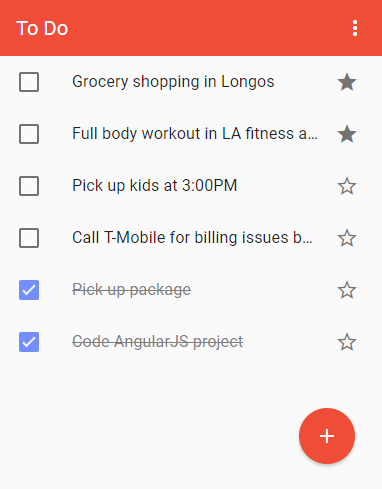 To Do
Grocery shopping in Longos
Full body workout in LA fitness a...
Pick up kids at 3:00PM
Call T-Mobile for billing issues b...
Pick up package
Code AngularJS project